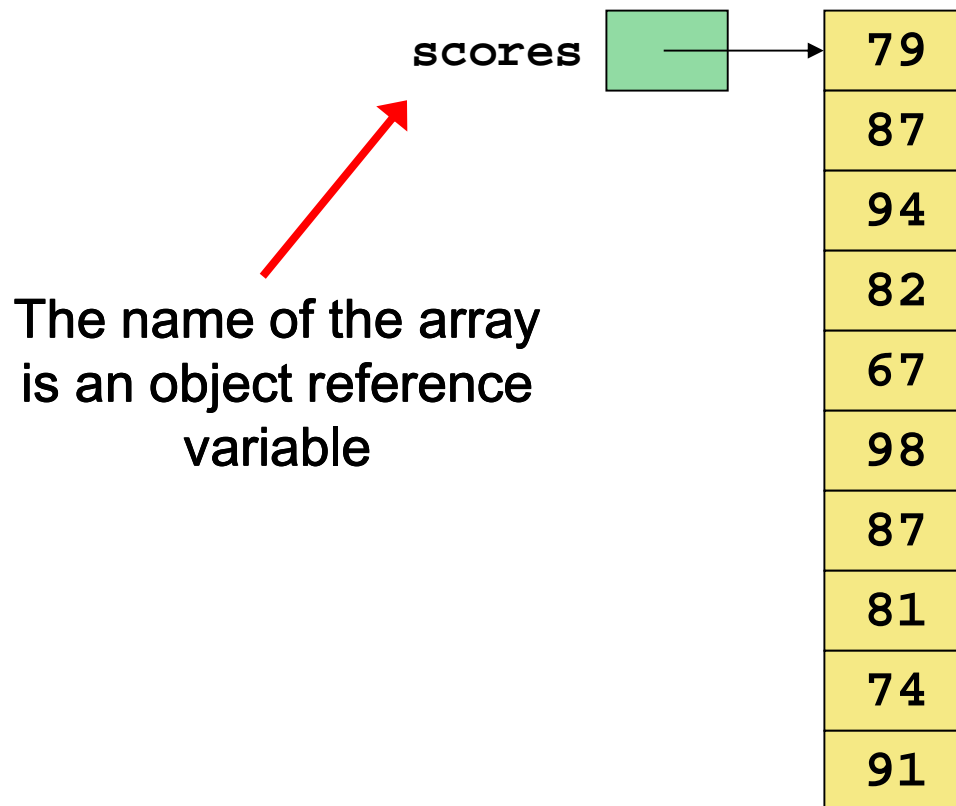 scores
79
87
94
82
67
98
87
81
74
91
The name of the array
is an object reference
variable